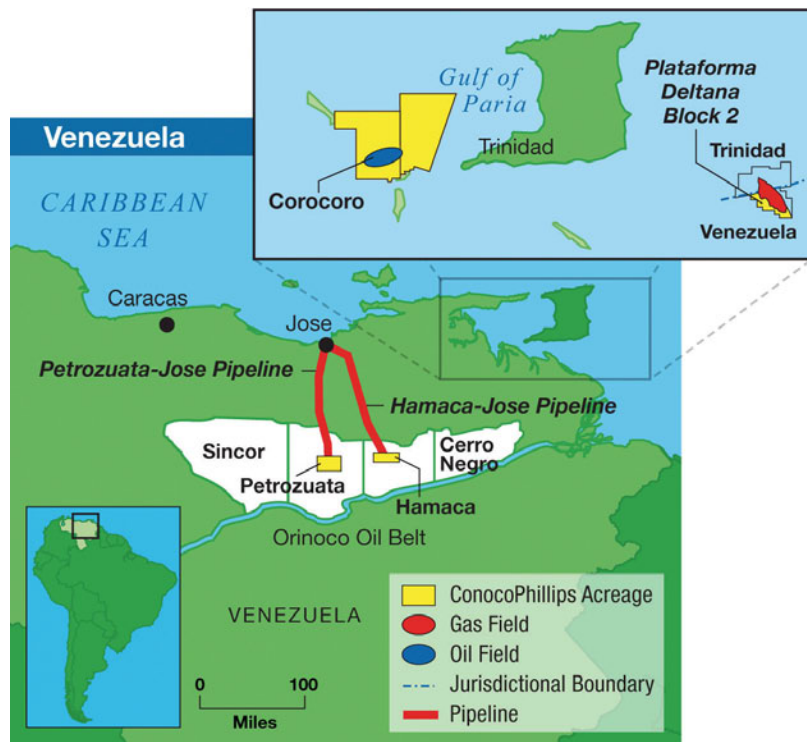 Venezuela
CARIBBEAN
SEA
Caracas
Jose
Petrozuata-Jose Pipeline
Hamaca-Jose Pipeline
Sincor
Petrozuata
Cerro
Negro
Hamaca
Orinoco Oil Belt
VENEZUELA
0 100
Miles
Gulf of
Paria
Trinidad
Corocoro
Plataforma
Deltana
Block 2
Trinidad
Venezuela
ConocoPhillips Acreage
Gas Field
Oil Field
Jurisdictional Boundary
Pipeline